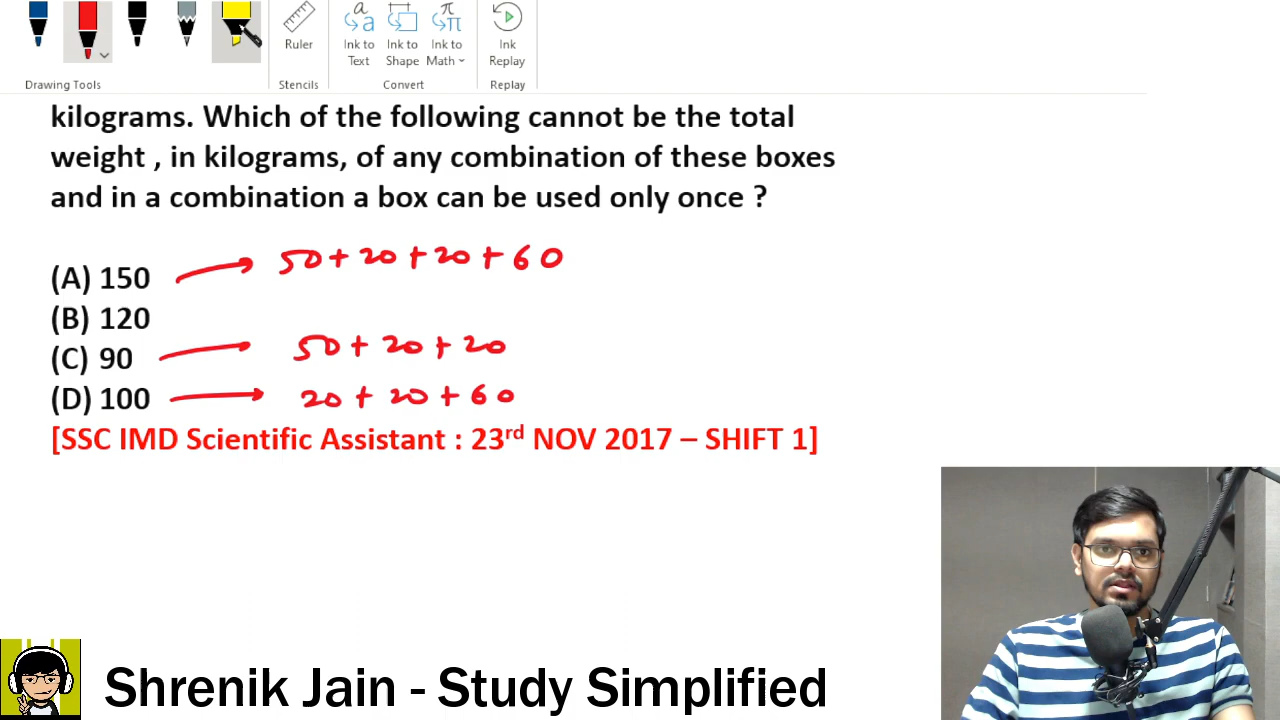 Ruler
Ink to Text
Ink to Shape
Ink to Math
Ink Replay
Drawing Tools
Stencils
Convert
Replay
kilograms. Which of the following cannot be the total
weight , in kilograms, of any combination of these boxes
and in a combination a box can be used only once ?
(A) 150 50+20+20+60
(B) 120
(C) 90 50+20+20
(D) 100 20+20+60
[SSC IMD Scientific Assistant : 23rd NOV 2017 – SHIFT 1]
Shrenik Jain - Study Simplified